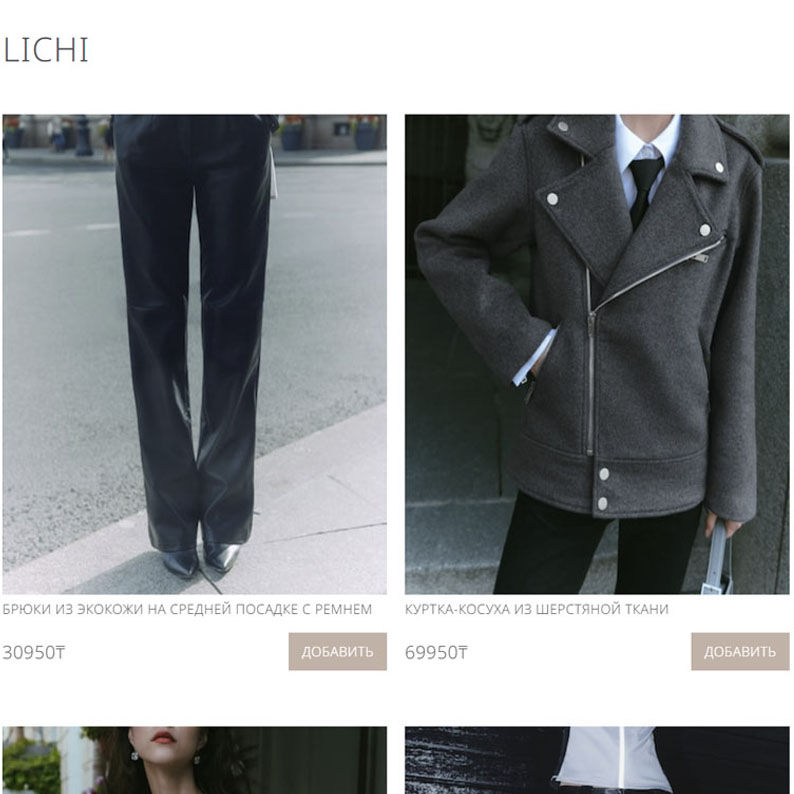 LICHI
БРЮКИ ИЗ ЭКОКОЖИ НА СРЕДНЕЙ ПОСАДКЕ С РЕМНЕМ
30950₸
ДОБАВИТЬ
КУРТКА-КОСУХА ИЗ ШЕРСТЯНОЙ ТКАНИ
69950₸
ДОБАВИТЬ